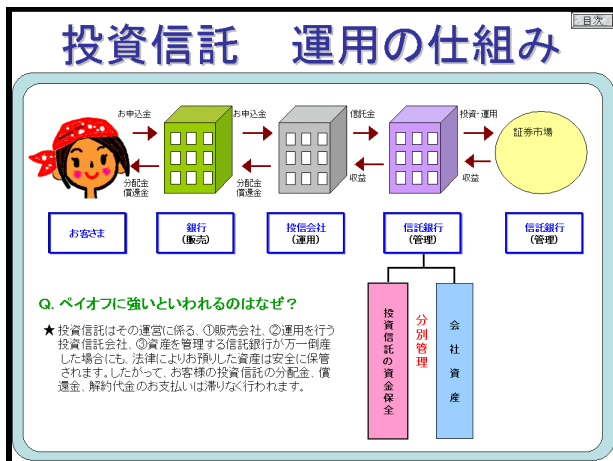 目次
投資信託　運用の仕組み
お申込金
お申込金
信託金
投資・運用
証券市場
分配金
償還金
分配金
償還金
収益
収益
お客さま
銀行
(販売)
投信会社
(運用)
信託銀行
(管理)
信託銀行
(管理)
Q. ペイオフに強いといわれるのはなぜ？
★ 投資信託はその運営に係る、①販売会社、②運用を行う
投資信託会社、③資産を管理する信託銀行が万一倒産
した場合にも、法律によりお預りした資産は安全に保管
されます。したがって、お客様の投資信託の分配金、償
還金、解約代金のお支払いは滞りなく行われます。
投資信託の資金保全
分別管理
会社資産